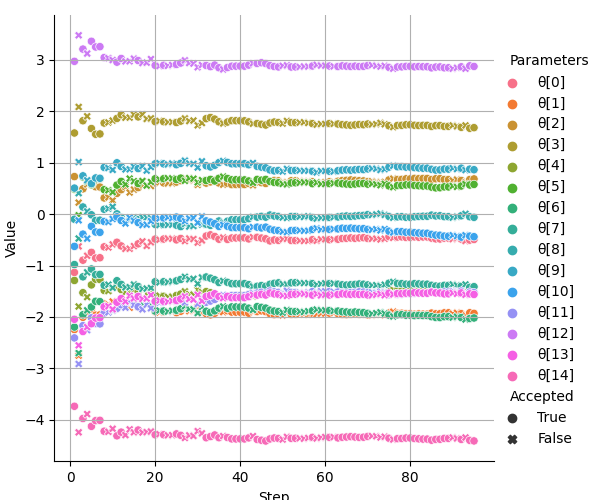 3
2
1
0
−1
−2
−3
−4
Value
0
20
40
60
80
Step
Parameters
θ[0]
θ[1]
θ[2]
θ[3]
θ[4]
θ[5]
θ[6]
θ[7]
θ[8]
θ[9]
θ[10]
θ[11]
θ[12]
θ[13]
θ[14]
Accepted
True
False